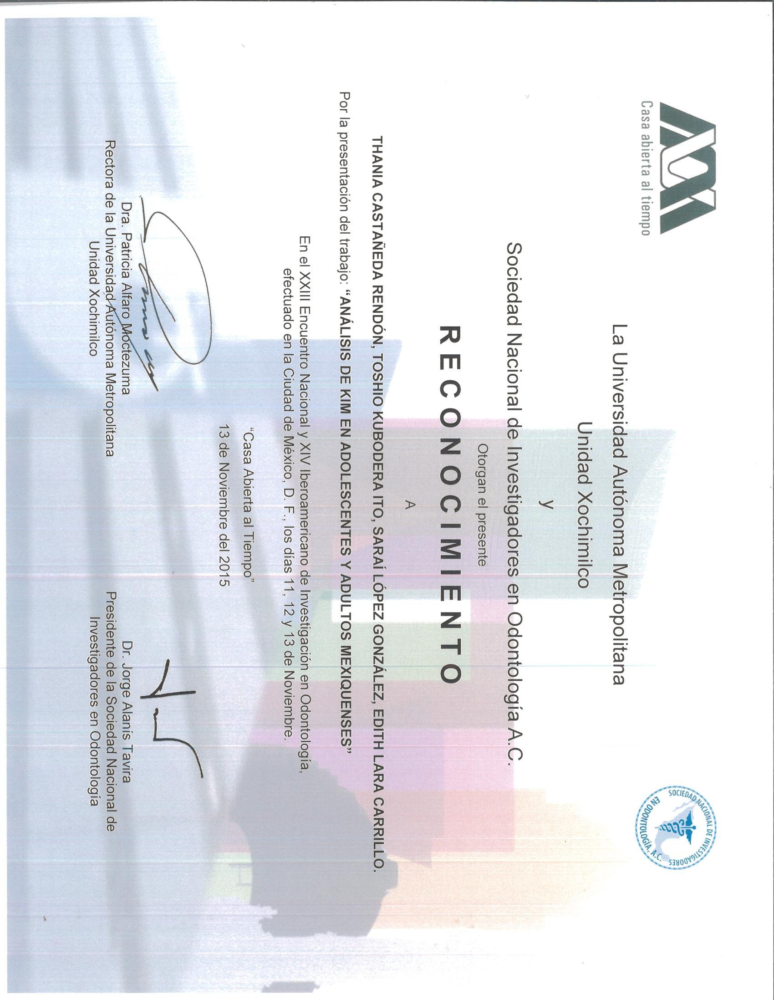 Casa abierta al tiempo
SOCIEDAD NACIONAL DE INVESTIGADORES
EN ODONTOLOGÍA, A.C.
La Universidad Autónoma Metropolitana
Unidad Xochimilco
y
Sociedad Nacional de Investigadores en Odontología A.C.
Otorgan el presente
RECONOCIMIENTO
A
THANIA CASTAÑEDA RENDÓN, TOSHIO KUBODERA ITO, SARAÍ LÓPEZ GONZÁLEZ, EDITH LARA CARRILLO.
Por la presentación del trabajo: “ANÁLISIS DE KIM EN ADOLESCENTES Y ADULTOS MEXIQUENSES”
En el XXIII Encuentro Nacional y XIV Iberoamericano de Investigación en Odontología,
efectuado en la Ciudad de México, D. F., los días 11, 12 y 13 de Noviembre.
“Casa Abierta al Tiempo”
13 de Noviembre del 2015
Dra. Patricia Alfaro Moctezuma
Rectora de la Universidad Autónoma Metropolitana
Unidad Xochimilco
Dr. Jorge Alanís Tavira
Presidente de la Sociedad Nacional de
Investigadores en Odontología